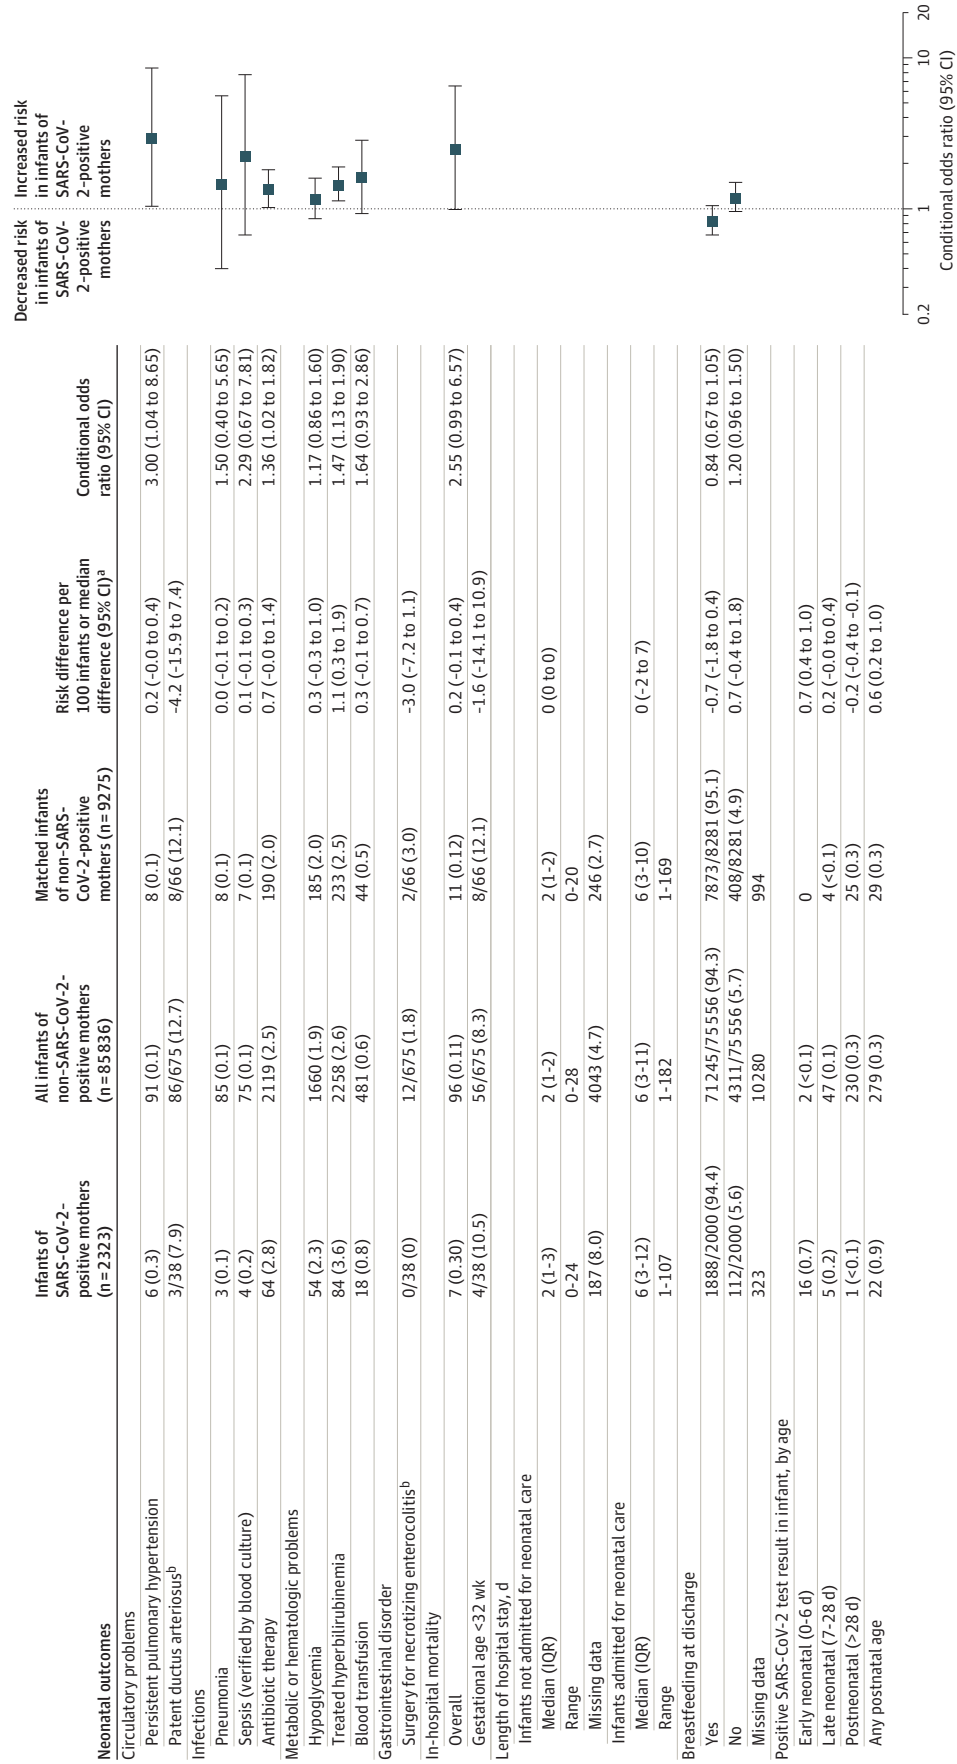 Neonatal outcomes
Infants of
SARS-CoV-2–
positive mothers
(n = 2323)
All infants of
non–SARS-CoV-2–
positive mothers
(n = 85 836)
Matched infants
of non–SARS-
CoV-2–positive
mothers (n = 9275)
Risk difference per
100 infants or median
difference (95% CI)a
Conditional odds
ratio (95% CI)
Decreased risk
in infants of
SARS-CoV-
2–positive
mothers
Increased risk
in infants of
SARS-CoV-
2–positive
mothers
Circulatory problems
Persistent pulmonary hypertension 6 (0.3) 91 (0.1) 8 (0.1) 0.2 (-0.0 to 0.4) 3.00 (1.04 to 8.65)
Patent ductus arteriosusb 3/38 (7.9) 86/675 (12.7) 8/66 (12.1) -4.2 (-15.9 to 7.4)
Infections
Pneumonia 3 (0.1) 85 (0.1) 8 (0.1) 0.0 (-0.1 to 0.2) 1.50 (0.40 to 5.65)
Sepsis (verified by blood culture) 4 (0.2) 75 (0.1) 7 (0.1) 0.1 (-0.1 to 0.3) 2.29 (0.67 to 7.81)
Antibiotic therapy 64 (2.8) 2119 (2.5) 190 (2.0) 0.7 (-0.0 to 1.4) 1.36 (1.02 to 1.82)
Metabolic or hematologic problems
Hypoglycemia 54 (2.3) 1660 (1.9) 185 (2.0) 0.3 (-0.3 to 1.0) 1.17 (0.86 to 1.60)
Treated hyperbilirubinemia 84 (3.6) 2258 (2.6) 233 (2.5) 1.1 (0.3 to 1.9) 1.47 (1.13 to 1.90)
Blood transfusion 18 (0.8) 481 (0.6) 44 (0.5) 0.3 (-0.1 to 0.7) 1.64 (0.93 to 2.86)
Gastrointestinal disorder
Surgery for necrotizing enterocolitisb 0/38 (0) 12/675 (1.8) 2/66 (3.0) -3.0 (-7.2 to 1.1)
In-hospital mortality
Overall 7 (0.30) 96 (0.11) 11 (0.12) 0.2 (-0.1 to 0.4) 2.55 (0.99 to 6.57)
Gestational age <32 wk 4/38 (10.5) 56/675 (8.3) 8/66 (12.1) -1.6 (-14.1 to 10.9)
Length of hospital stay, d
Infants not admitted for neonatal care
Median (IQR) 2 (1-3) 2 (1-2) 2 (1-2) 0 (0 to 0)
Range 0-24 0-28 0-20
Missing data 187 (8.0) 4043 (4.7) 246 (2.7)
Infants admitted for neonatal care
Median (IQR) 6 (3-12) 6 (3-11) 6 (3-10) 0 (-2 to 7)
Range 1-107 1-182 1-169
Breastfeeding at discharge
Yes 1888/2000 (94.4) 71245/75 556 (94.3) 7873/8281 (95.1) -0.7 (-1.8 to 0.4) 0.84 (0.67 to 1.05)
No 112/2000 (5.6) 4311/75 556 (5.7) 408/8281 (4.9) 0.7 (-0.4 to 1.8) 1.20 (0.96 to 1.50)
Missing data 323 10 280 994
Positive SARS-CoV-2 test result in infant, by age
Early neonatal (0-6 d) 16 (0.7) 2 (<0.1) 0 0.7 (0.4 to 1.0)
Late neonatal (7-28 d) 5 (0.2) 47 (0.1) 4 (<0.1) 0.2 (-0.0 to 0.4)
Postneonatal (>28 d) 1 (<0.1) 230 (0.3) 25 (0.3) -0.2 (-0.4 to -0.1)
Any postnatal age 22 (0.9) 279 (0.3) 29 (0.3) 0.6 (0.2 to 1.0)
0.2 1 10 20
Conditional odds ratio (95% CI)